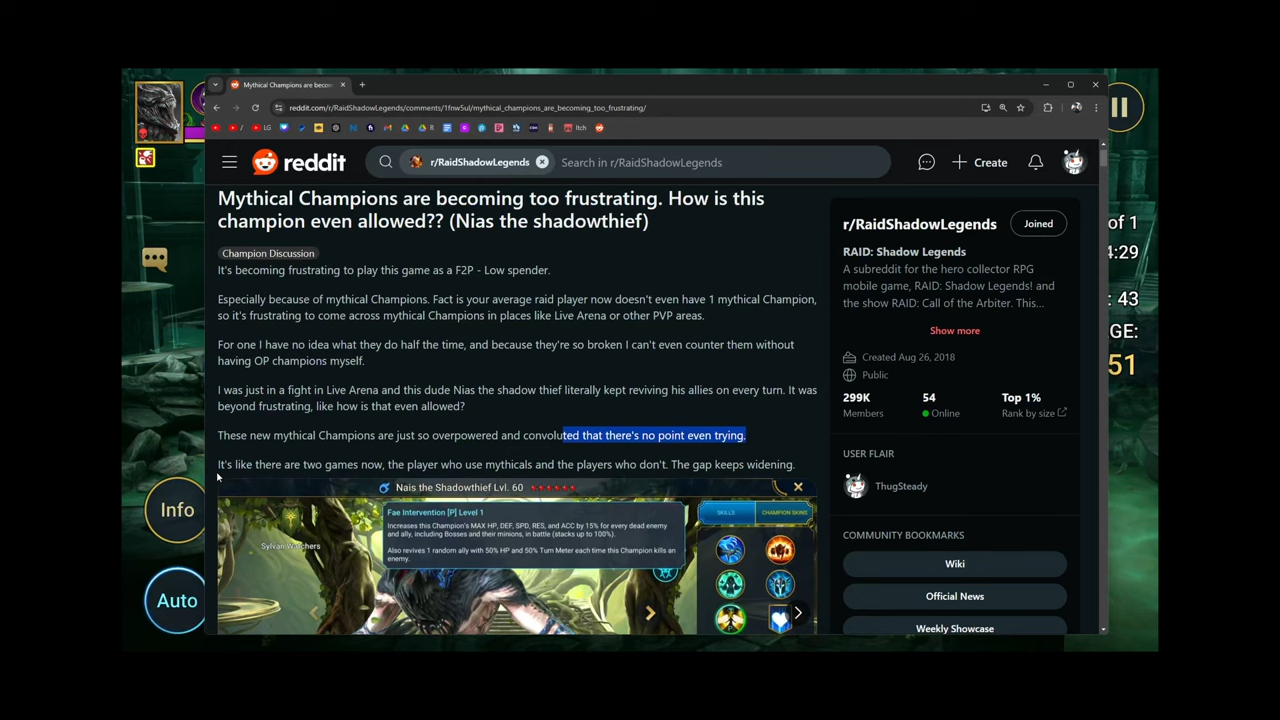 Mythical Champions are becom
reddit.com/r/RaidShadowLegends/comments/1fnw5ul/mythical_champions_are_becoming_too_frustrating/
LG
R
Itch
reddit
r/RaidShadowLegends
Search in r/RaidShadowLegends
Create
Mythical Champions are becoming too frustrating. How is this
champion even allowed?? (Nias the shadowthief)
Champion Discussion
It's becoming frustrating to play this game as a F2P - Low spender.
Especially because of mythical Champions. Fact is your average raid player now doesn't even have 1 mythical Champion,
so it's frustrating to come across mythical Champions in places like Live Arena or other PVP areas.
For one I have no idea what they do half the time, and because they're so broken I can't even counter them without
having OP champions myself.
I was just in a fight in Live Arena and this dude Nias the shadow thief literally kept reviving his allies on every turn. It was
beyond frustrating, like how is that even allowed?
These new mythical Champions are just so overpowered and convoluted that there's no point even trying.
It's like there are two games now, the player who use mythicals and the players who don't. The gap keeps widening.
Nais the Shadowthief Lvl. 60
Fae Intervention [P] Level 1
Increases this Champion's MAX HP, DEF, SPD, RES, and ACC by 15% for every dead enemy
and ally, including Bosses and their minions, in battle (stacks up to 100%).
Also revives 1 random ally with 50% HP and 50% Turn Meter each time this Champion kills an
enemy.
Sylvan Watchers
SKILLS
CHAMPION SKINS
r/RaidShadowLegends
Joined
RAID: Shadow Legends
A subreddit for the hero collector RPG
mobile game, RAID: Shadow Legends! and
the show RAID: Call of the Arbiter. This...
Show more
Created Aug 26, 2018
Public
299K
54
Top 1%
Members
Online
Rank by size
USER FLAIR
ThugSteady
COMMUNITY BOOKMARKS
Wiki
Official News
Weekly Showcase
Info
Auto
of 1
4:29
: 43
GE:
51